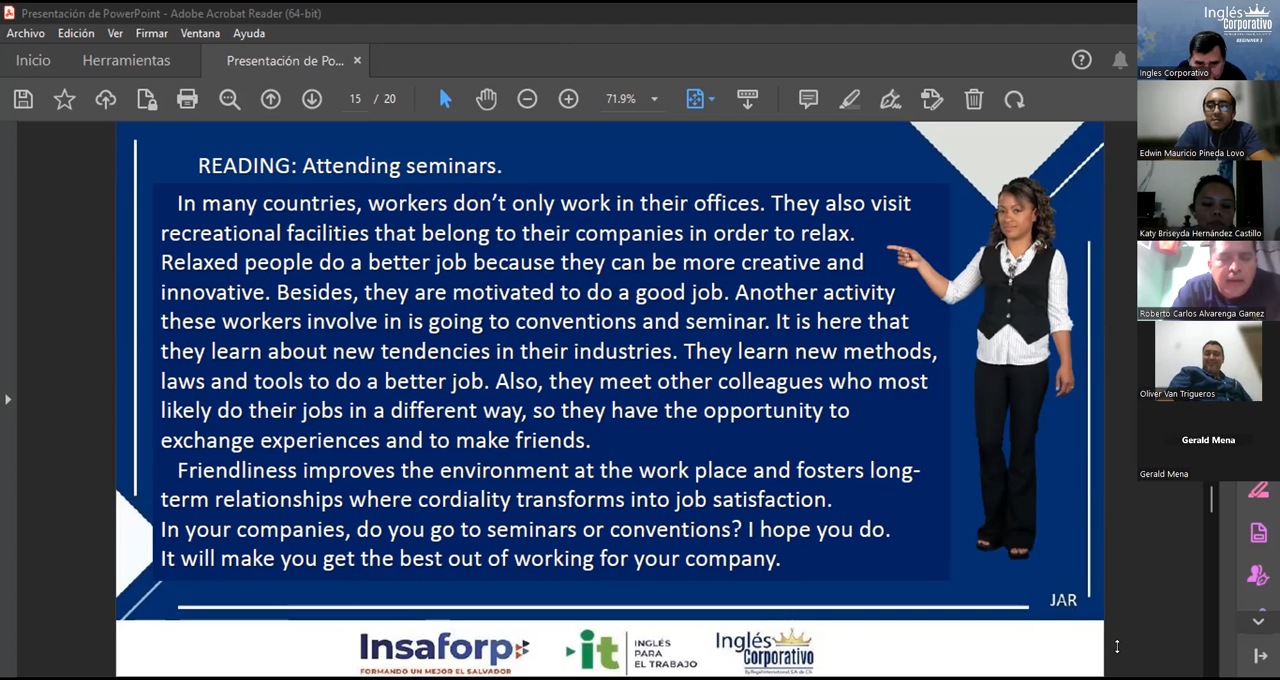 Presentación de PowerPoint - Adobe Acrobat Reader (64-bit)
Archivo Edición Ver Firmar Ventana Ayuda
Inicio Herramientas Presentación de Po... ×
15 / 20 71.9%
READING: Attending seminars.
In many countries, workers don’t only work in their offices. They also visit
recreational facilities that belong to their companies in order to relax.
Relaxed people do a better job because they can be more creative and
innovative. Besides, they are motivated to do a good job. Another activity
these workers involve in is going to conventions and seminar. It is here that
they learn about new tendencies in their industries. They learn new methods,
laws and tools to do a better job. Also, they meet other colleagues who most
likely do their jobs in a different way, so they have the opportunity to
exchange experiences and to make friends.
Friendliness improves the environment at the work place and fosters long-
term relationships where cordiality transforms into job satisfaction.
In your companies, do you go to seminars or conventions? I hope you do.
It will make you get the best out of working for your company.
JAR
Insaforp
FORMANDO UN MEJOR EL SALVADOR
it
INGLÉS
PARA
EL TRABAJO
Inglés
Corporativo
Inglés
Corporativo
BEGINNER 3
Ingles Corporativo
Edwin Mauricio Pineda Lovo
Katy Briseyda Hernández Castillo
Roberto Carlos Alvarenga Gamez
Oliver Van Trigueros
Gerald Mena
Gerald Mena